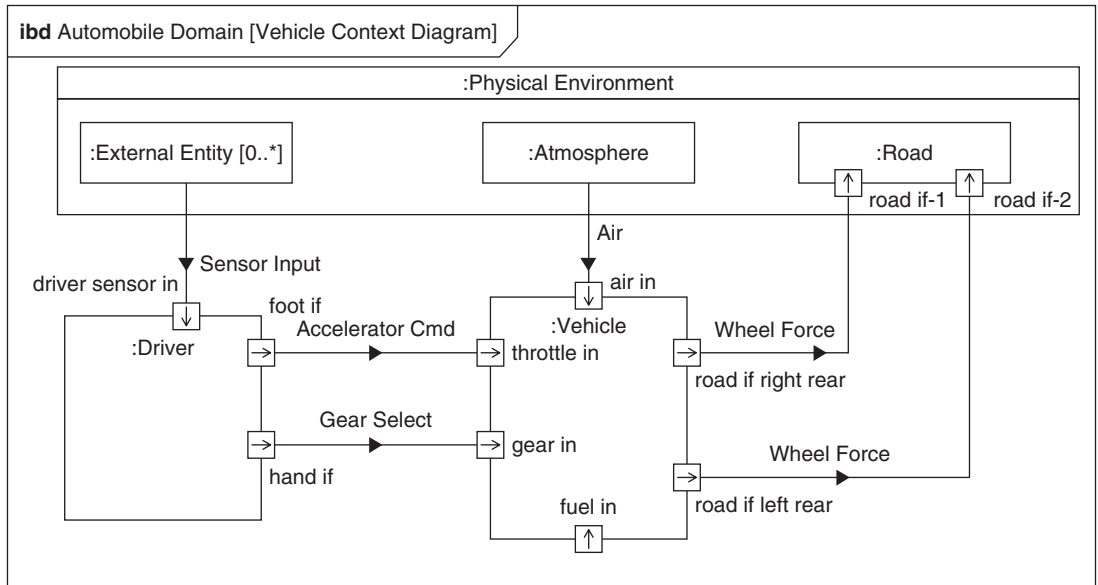 ibd Automobile Domain [Vehicle Context Diagram]
:Physical Environment
:External Entity [0..*]
:Atmosphere
:Road
road if-1
road if-2
Air
Sensor Input
driver sensor in
air in
foot if
:Driver
Accelerator Cmd
:Vehicle
Wheel Force
throttle in
road if right rear
Gear Select
gear in
Wheel Force
hand if
fuel in
road if left rear